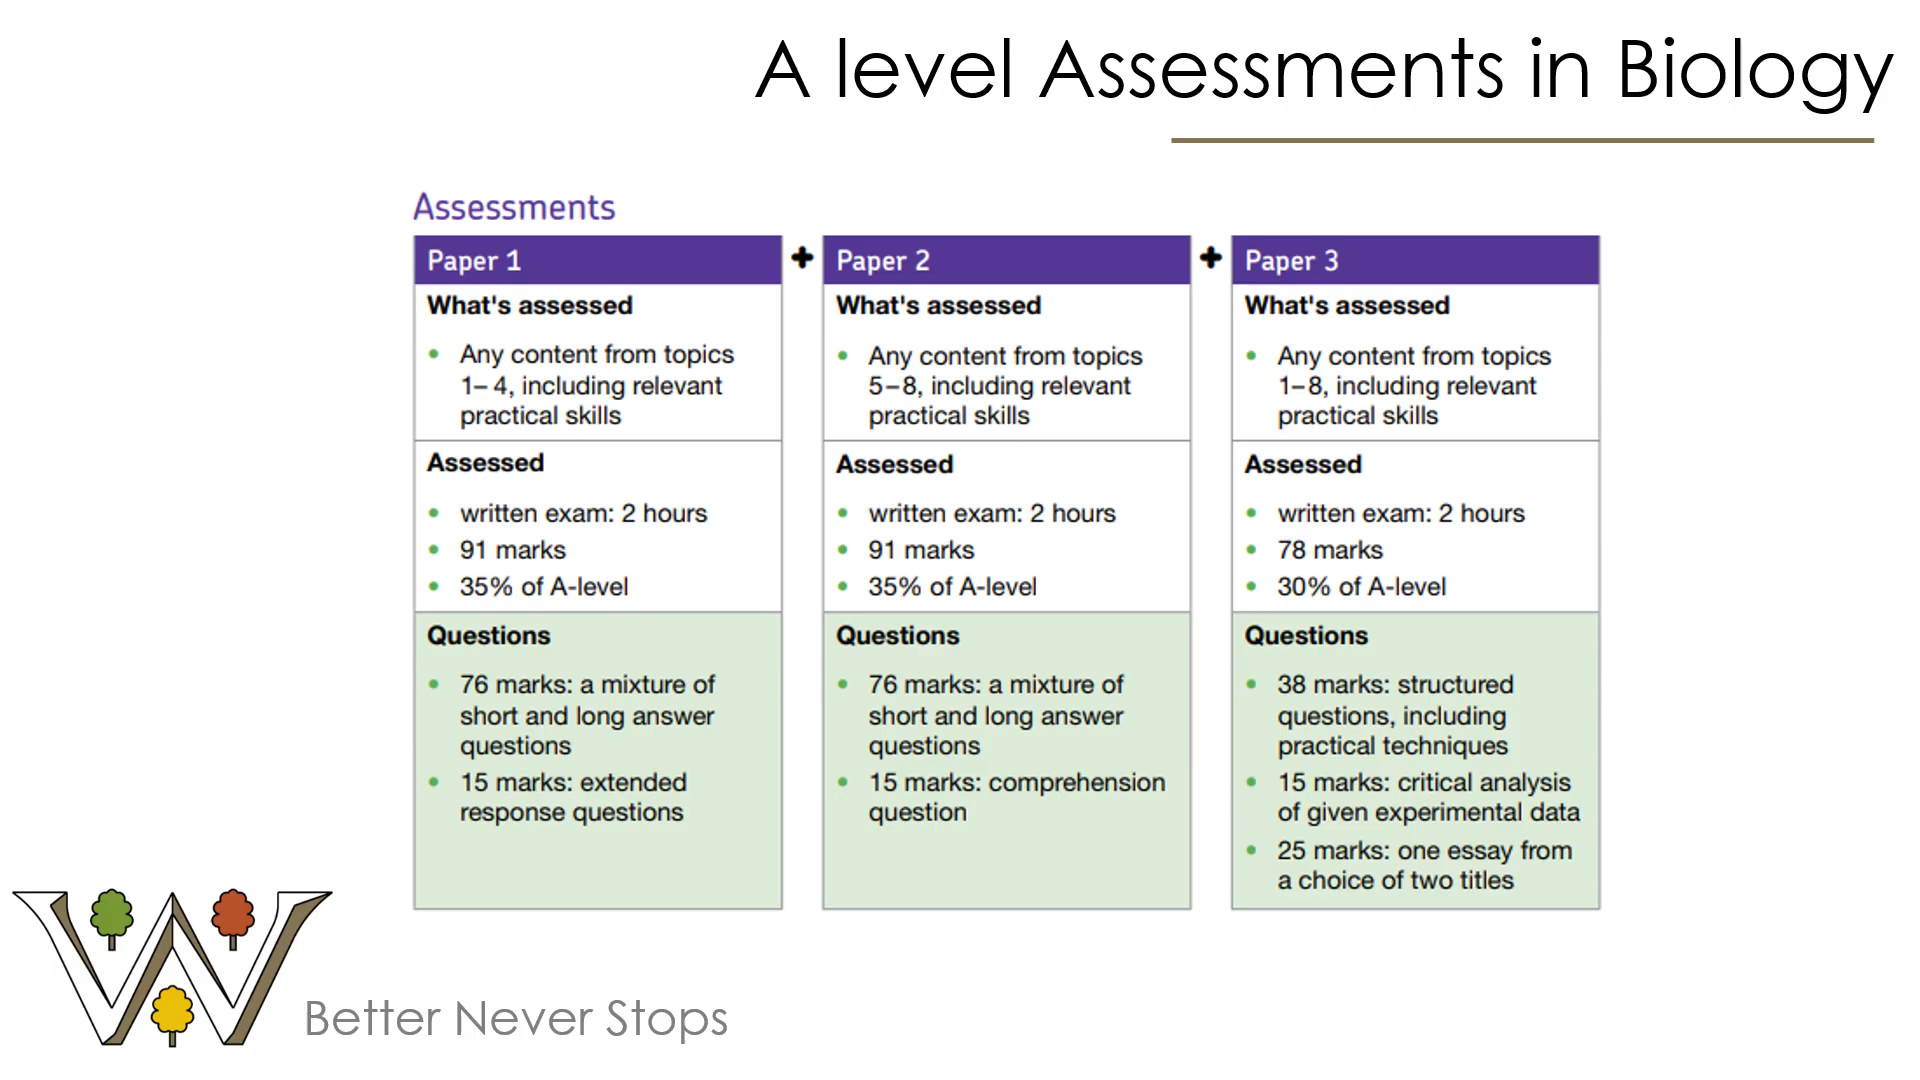 A level Assessments in Biology
Assessments
Paper 1
What's assessed
• Any content from topics
1– 4, including relevant
practical skills
Assessed
• written exam: 2 hours
• 91 marks
• 35% of A-level
Questions
• 76 marks: a mixture of
short and long answer
questions
• 15 marks: extended
response questions
+
Paper 2
What's assessed
• Any content from topics
5–8, including relevant
practical skills
Assessed
• written exam: 2 hours
• 91 marks
• 35% of A-level
Questions
• 76 marks: a mixture of
short and long answer
questions
• 15 marks: comprehension
question
+
Paper 3
What's assessed
• Any content from topics
1–8, including relevant
practical skills
Assessed
• written exam: 2 hours
• 78 marks
• 30% of A-level
Questions
• 38 marks: structured
questions, including
practical techniques
• 15 marks: critical analysis
of given experimental data
• 25 marks: one essay from
a choice of two titles
W
Better Never Stops